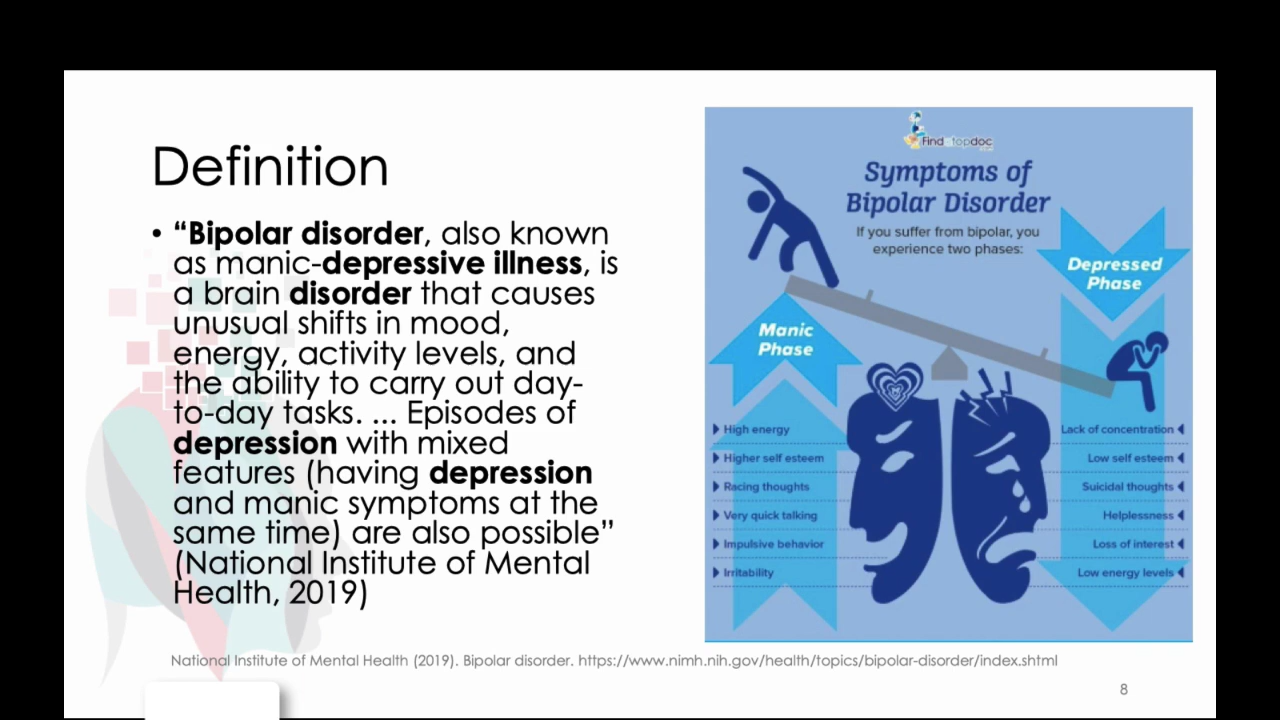 Definition
• “Bipolar disorder, also known
as manic-depressive illness, is
a brain disorder that causes
unusual shifts in mood,
energy, activity levels, and
the ability to carry out day-
to-day tasks. ... Episodes of
depression with mixed
features (having depression
and manic symptoms at the
same time) are also possible”
(National Institute of Mental
Health, 2019)
Findatopdoc
Symptoms of
Bipolar Disorder
If you suffer from bipolar, you
experience two phases:
Manic
Phase
High energy
Higher self esteem
Racing thoughts
Very quick talking
Impulsive behavior
Irritability
Depressed
Phase
Lack of concentration
Low self esteem
Suicidal thoughts
Helplessness
Loss of interest
Low energy levels
National Institute of Mental Health (2019). Bipolar disorder. https://www.nimh.nih.gov/health/topics/bipolar-disorder/index.shtml
8